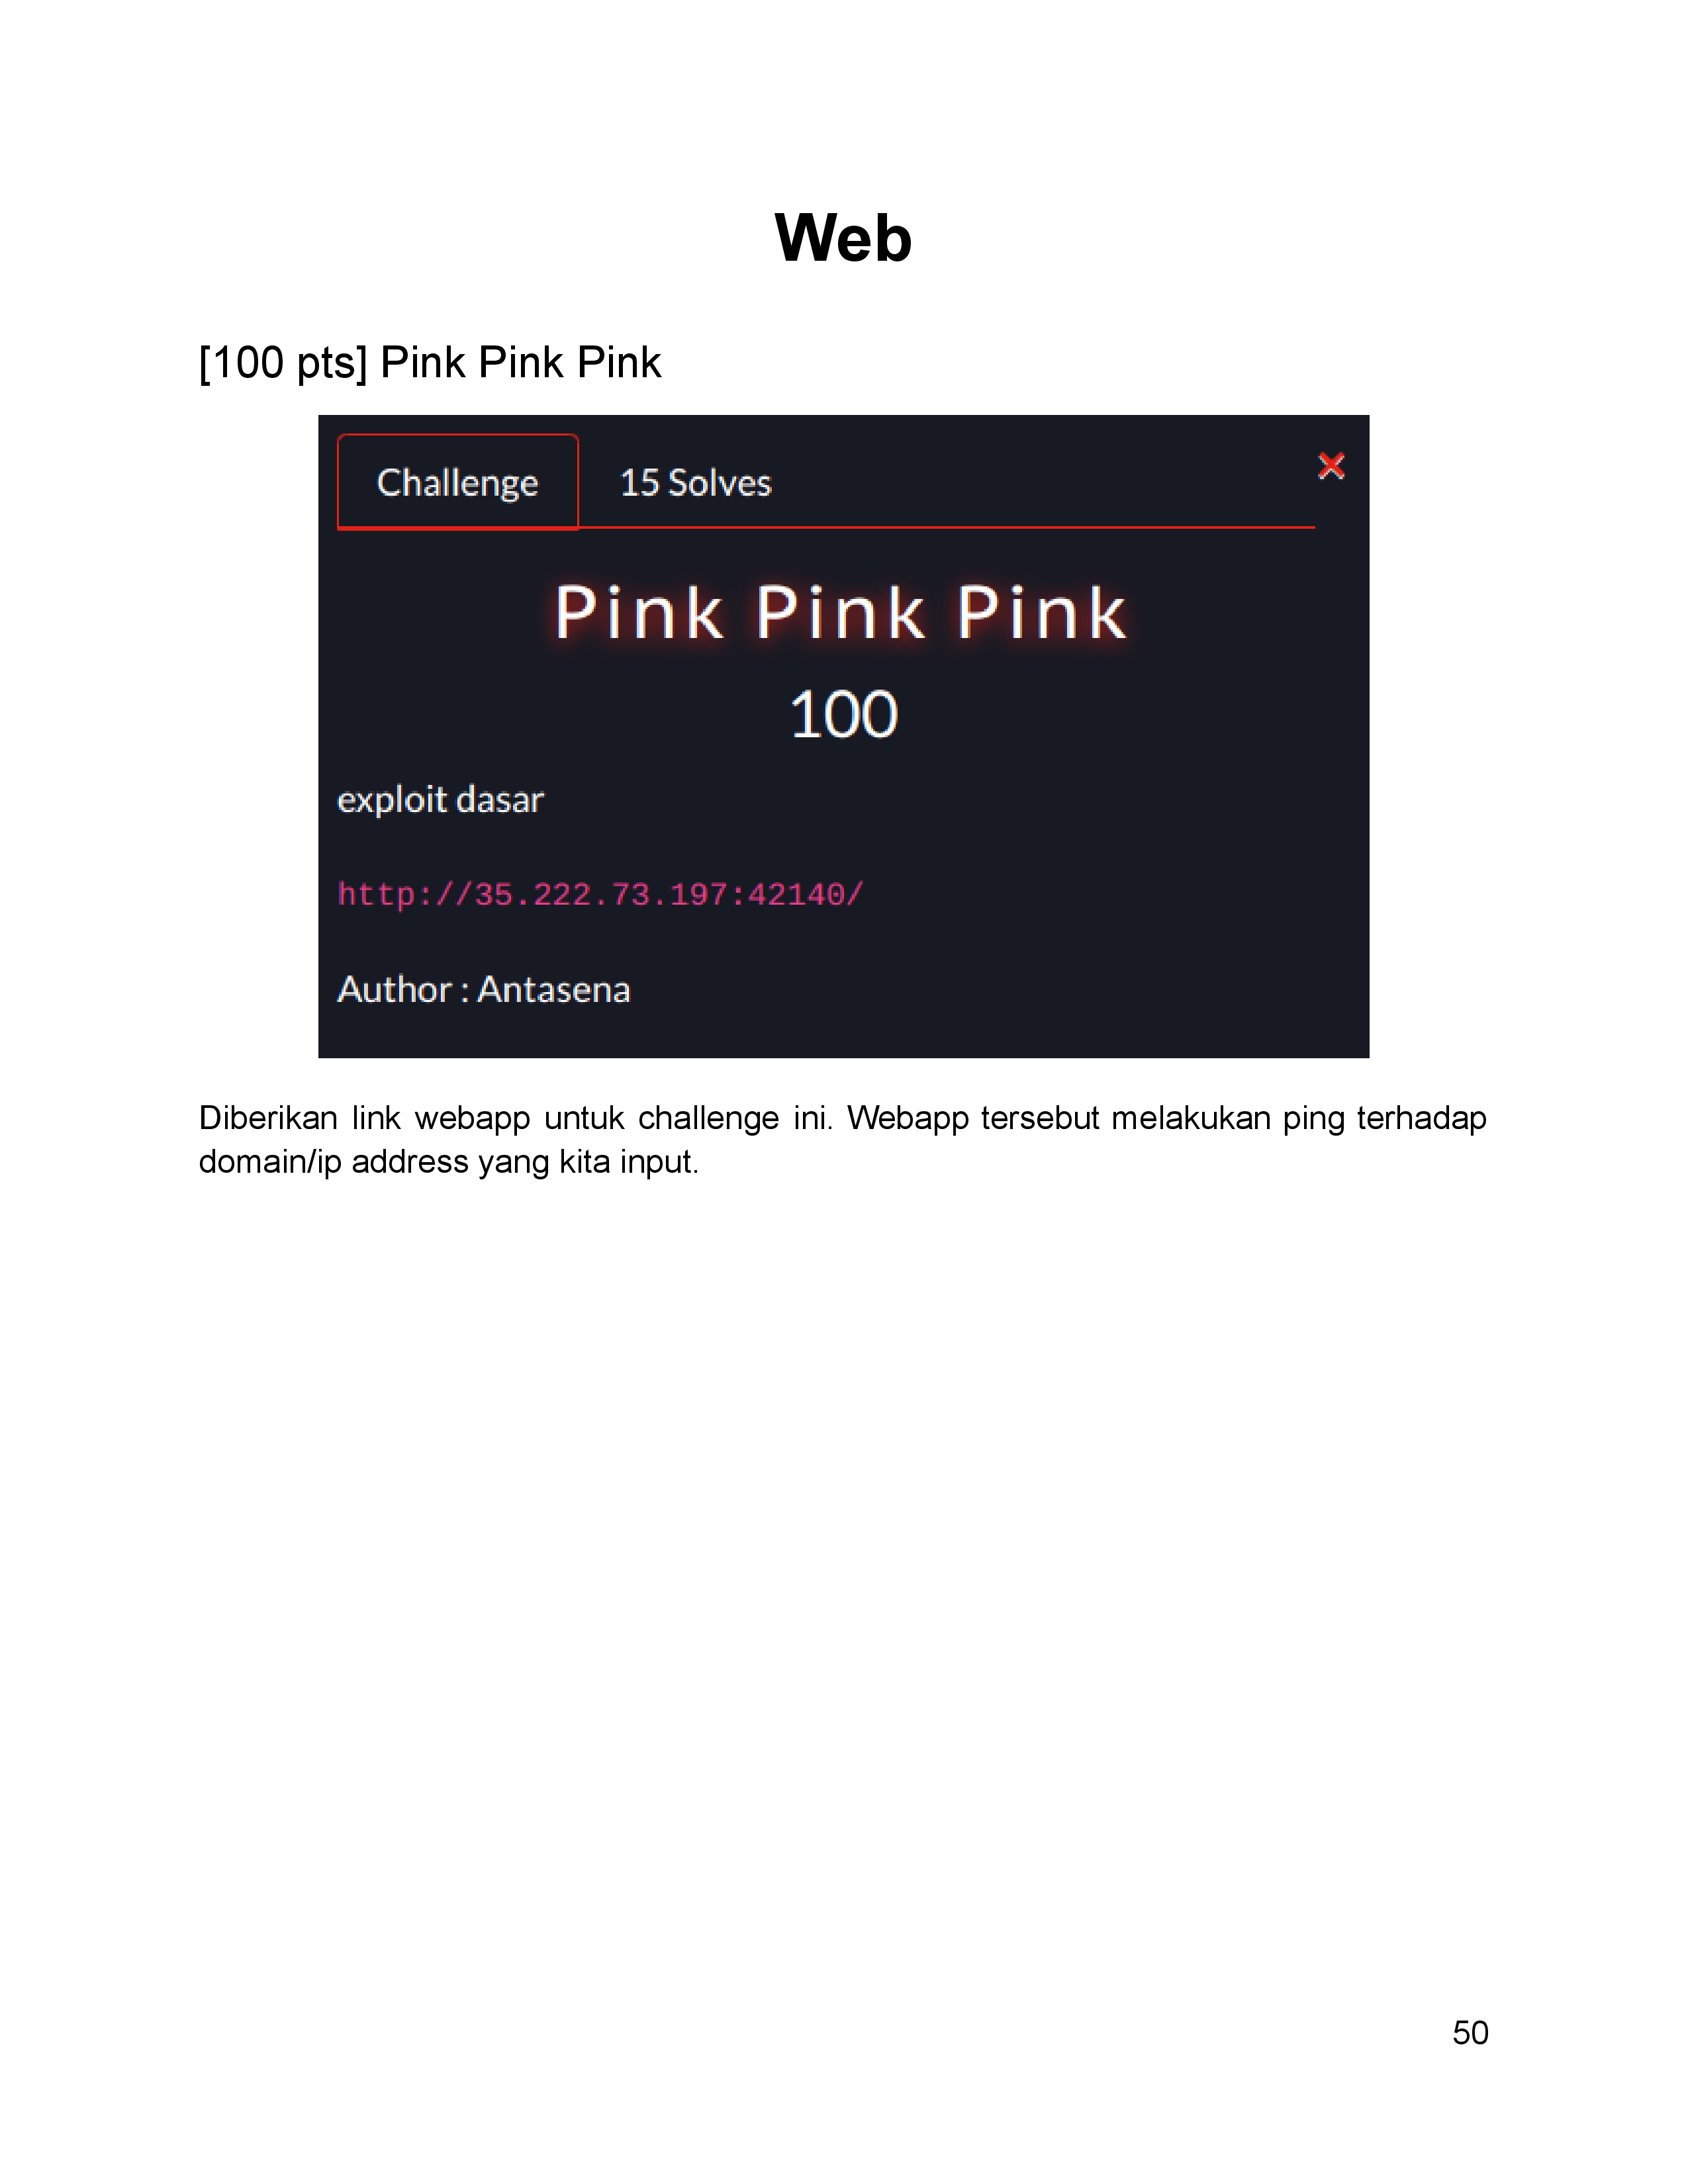 Web
[100 pts] Pink Pink Pink
Challenge
15 Solves
×
Pink Pink Pink
100
exploit dasar
http://35.222.73.197:42140/
Author : Antasena
Diberikan link webapp untuk challenge ini. Webapp tersebut melakukan ping terhadap
domain/ip address yang kita input.
50